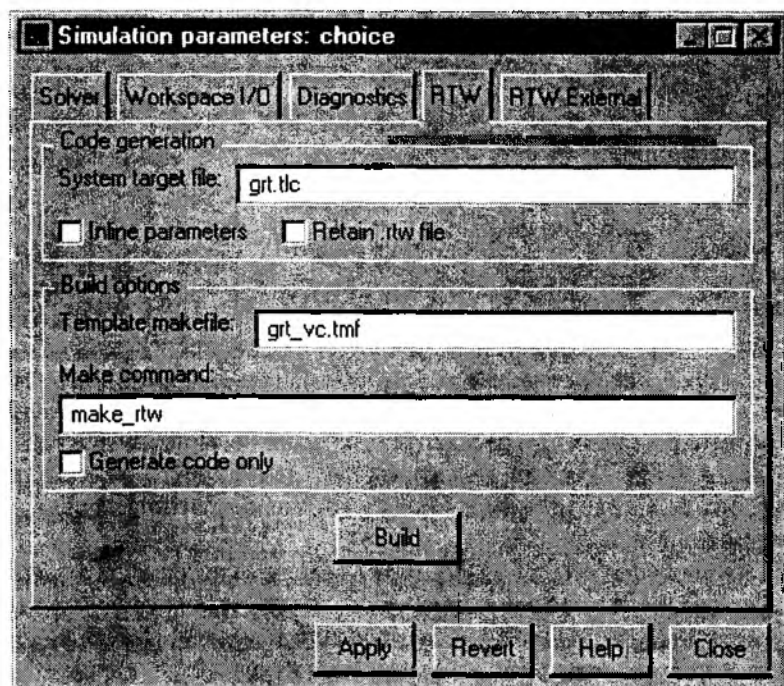 Simulation parameters: choice
Solver Workspace I/O Diagnostics RTW RTW External
Code generation
System target file: grt.tlc
Inline parameters Retain .rtw file
Build options
Template makefile: grt_vc.tmf
Make command:
make_rtw
Generate code only
Build
Apply Revert Help Close